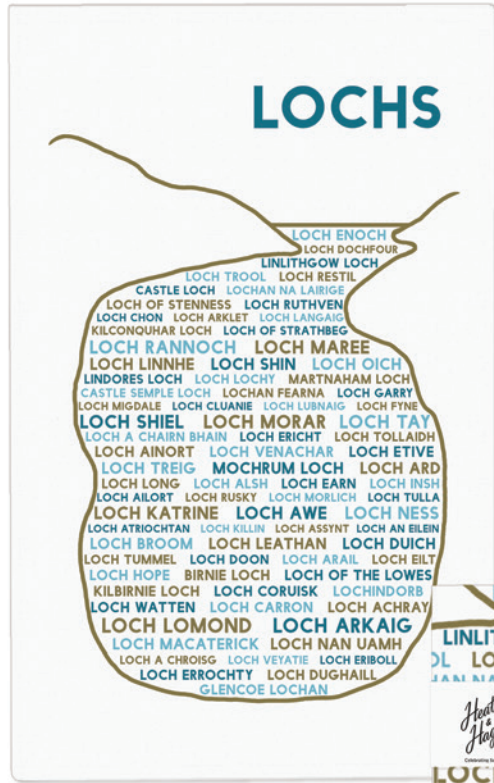 LOCHS
LOCH ENOCH
LOCH DOCHFOUR
LINLITHGOW LOCH
LOCH TROOL LOCH RESTIL
CASTLE LOCH LOCHAN NA LAIRIGE
LOCH OF STENNESS LOCH RUTHVEN
LOCH CHON LOCH ARKLET LOCH LANGAIG
KILCONQUHAR LOCH LOCH OF STRATHBEG
LOCH RANNOCH LOCH MAREE
LOCH LINNHE LOCH SHIN LOCH OICH
LINDORES LOCH LOCH LOCHY MARTNAHAM LOCH
CASTLE SEMPLE LOCH LOCHAN FEARNA LOCH GARRY
LOCH MIGDALE LOCH CLUANIE LOCH LUBNAIG LOCH FYNE
LOCH SHIEL LOCH MORAR LOCH TAY
LOCH A CHAIRN BHAIN LOCH ERICHT LOCH TOLLAIDH
LOCH AINORT LOCH VENACHAR LOCH ETIVE
LOCH TREIG MOCHRUM LOCH LOCH ARD
LOCH LONG LOCH ALSH LOCH EARN LOCH INSH
LOCH AILORT LOCH RUSKY LOCH MORLICH LOCH TULLA
LOCH KATRINE LOCH AWE LOCH NESS
LOCH ATRIOCHTAN LOCH KILLIN LOCH ASSYNT LOCH AN EILEIN
LOCH BROOM LOCH LEATHAN LOCH DUICH
LOCH TUMMEL LOCH DOON LOCH ARAIL LOCH EILT
LOCH HOPE BIRNIE LOCH LOCH OF THE LOWES
KILBIRNIE LOCH LOCH CORUISK LOCHINDORB
LOCH WATTEN LOCH CARRON LOCH ACHRAY
LOCH LOMOND LOCH ARKAIG
LOCH MACATERICK LOCH NAN UAMH
LOCH A CHROISG LOCH VEYATIE LOCH ERIBOLL
LOCH ERROCHTY LOCH DUGHAILL
GLENCOE LOCHAN
LINLIT
OL LO
HAN NA
Heat
&
Hag
Celebrating
LOCH